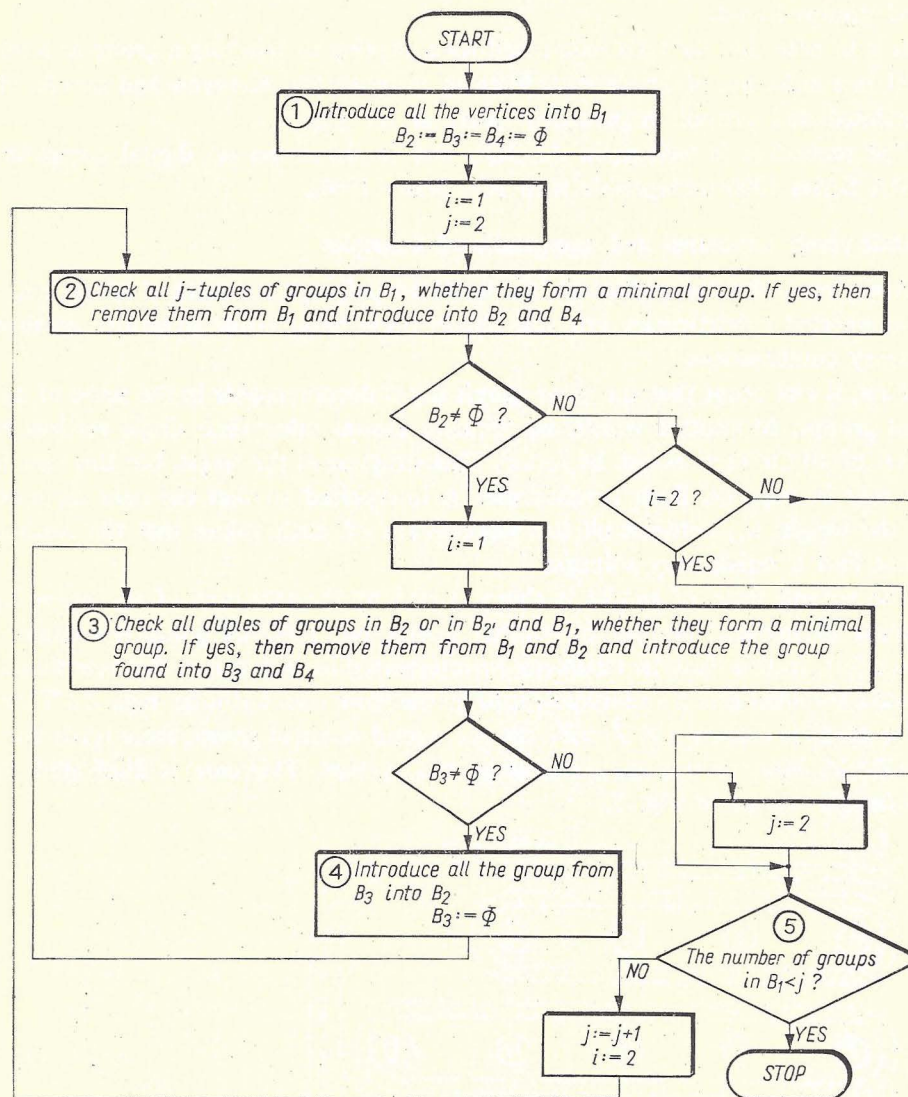 START
① Introduce all the vertices into B₁
B₂:= B₃:= B₄:= Φ
i:=1
j:=2
② Check all j-tuples of groups in B₁, whether they form a minimal group. If yes, then
remove them from B₁ and introduce into B₂ and B₄
B₂≠ Φ ?
NO
YES
i=2 ?
NO
YES
i:=1
③ Check all duples of groups in B₂ or in B₂' and B₁, whether they form a minimal
group. If yes, then remove them from B₁ and B₂ and introduce the group
found into B₃ and B₄
B₃≠ Φ ?
NO
YES
j:=2
④ Introduce all the group from
B₃ into B₂
B₃:= Φ
⑤
The number of groups
in B₁<j ?
NO
YES
j:=j+1
i:=2
STOP